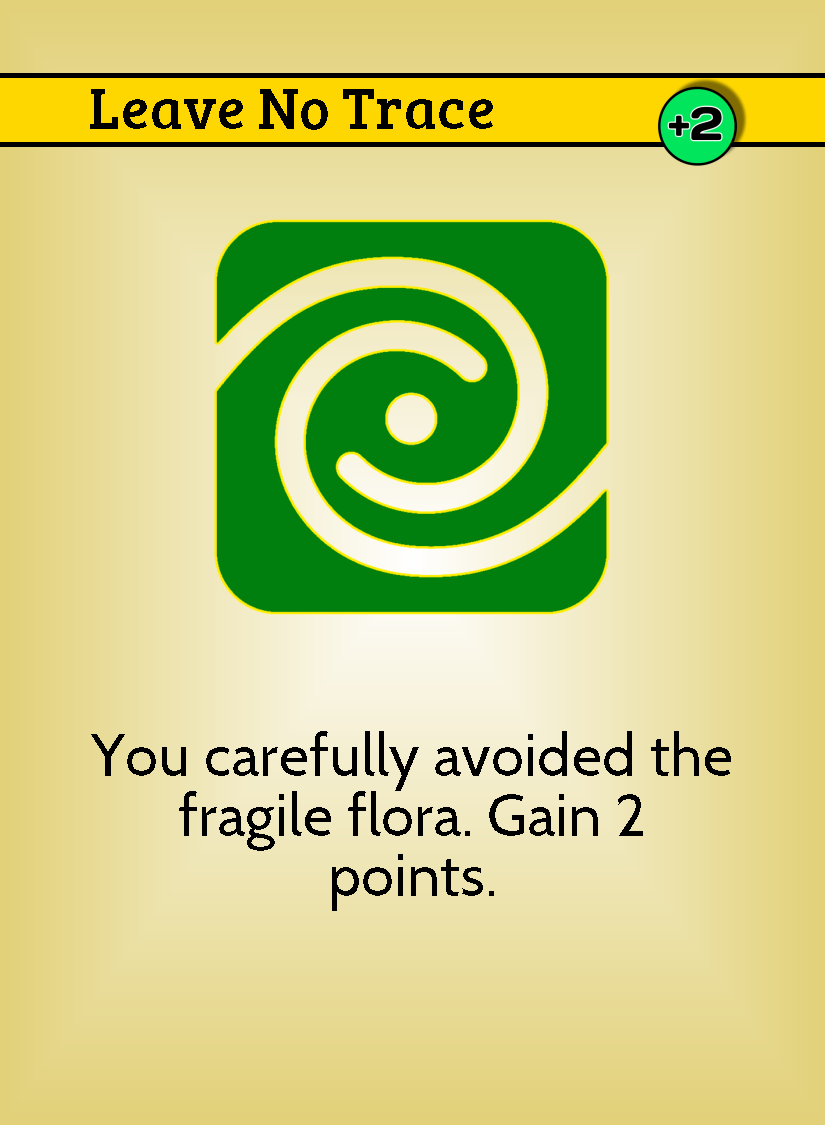 Leave No Trace
+2
You carefully avoided the
fragile flora. Gain 2
points.